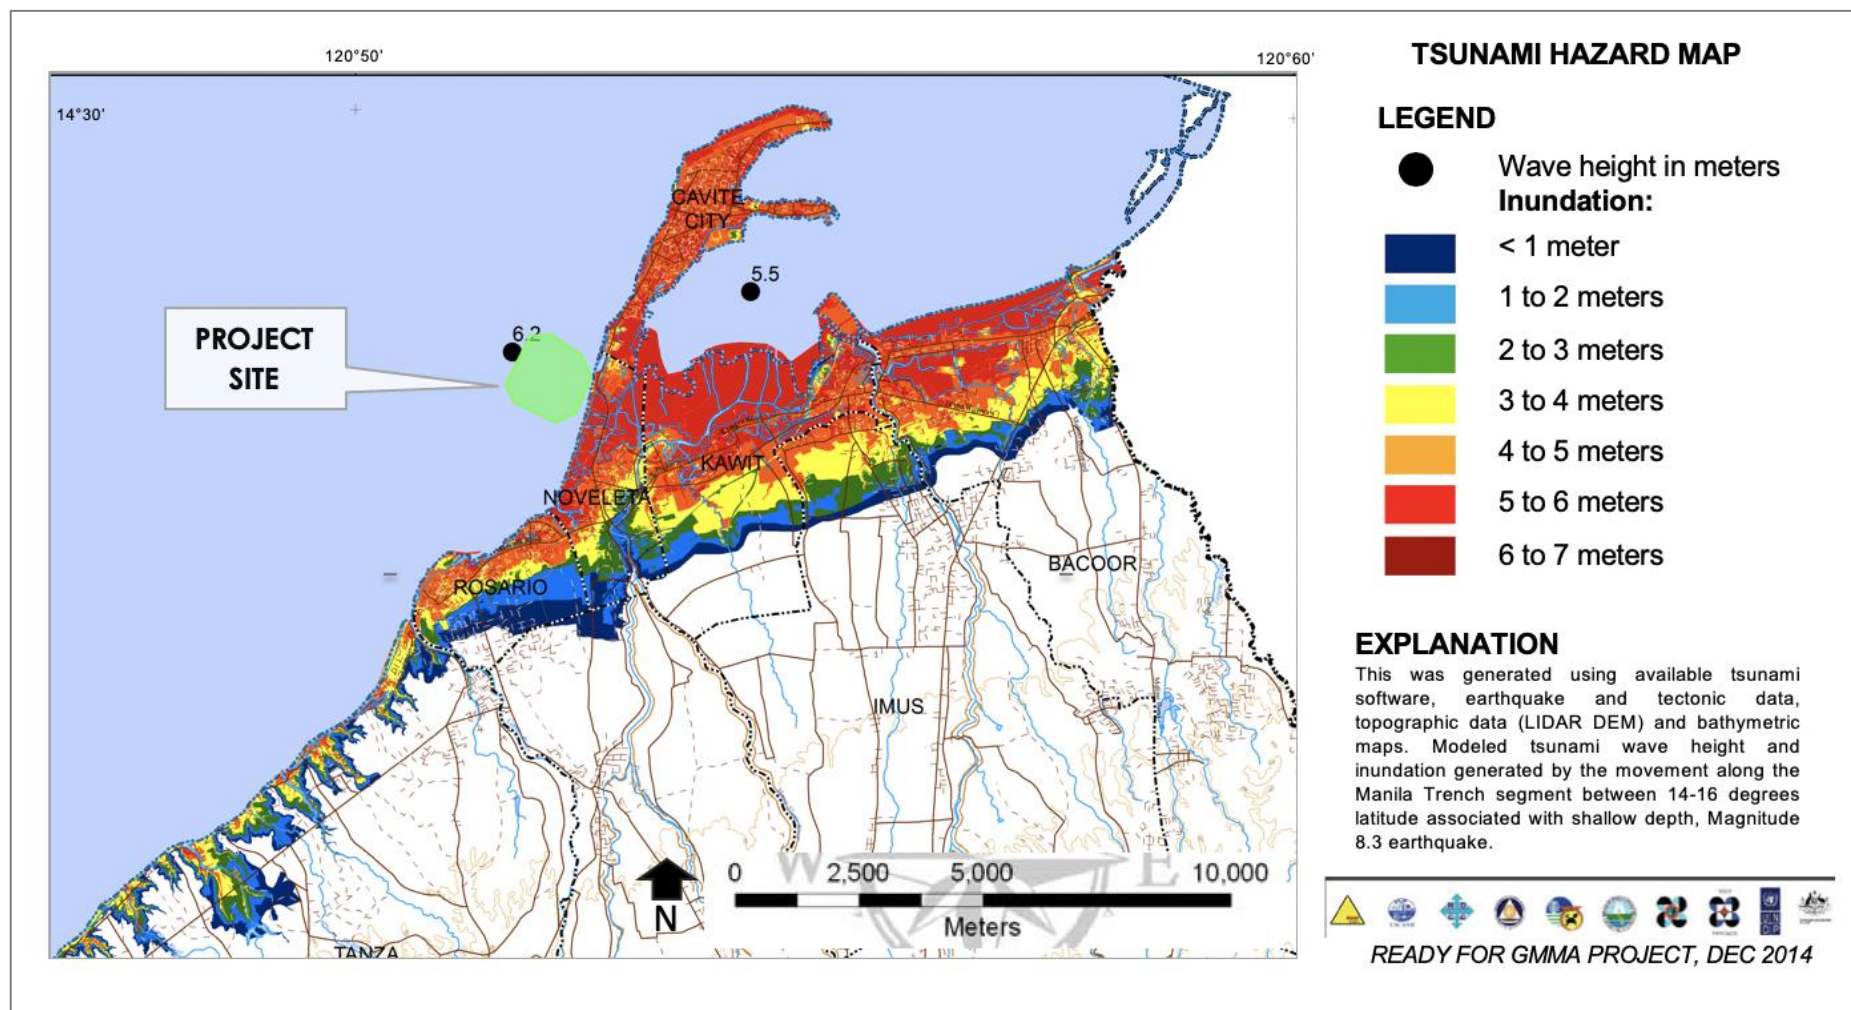 120°50'
120°60'
14°30'
CAVITE
CITY
5.5
6.2
PROJECT
SITE
KAWIT
NOVELETA
ROSARIO
BACOOR
IMUS
TANZA
W
E
N
0
2,500
5,000
10,000
Meters
TSUNAMI HAZARD MAP
LEGEND
Wave height in meters
Inundation:
< 1 meter
1 to 2 meters
2 to 3 meters
3 to 4 meters
4 to 5 meters
5 to 6 meters
6 to 7 meters
EXPLANATION
This was generated using available tsunami
software, earthquake and tectonic data,
topographic data (LIDAR DEM) and bathymetric
maps. Modeled tsunami wave height and
inundation generated by the movement along the
Manila Trench segment between 14-16 degrees
latitude associated with shallow depth, Magnitude
8.3 earthquake.
UN
DP
READY FOR GMMA PROJECT, DEC 2014